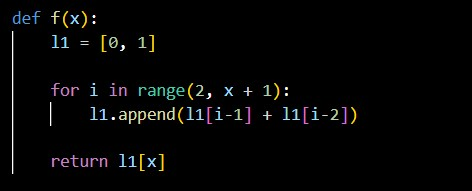 def f(x):
    l1 = [0, 1]
    for i in range(2, x + 1):
        l1.append(l1[i-1] + l1[i-2])
    return l1[x]